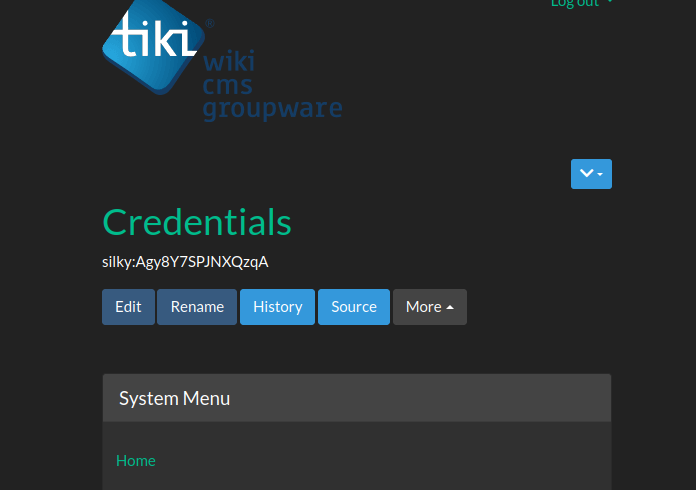 Log out
tiki ®
wiki
cms
groupware
Credentials
silky:Agy8Y7SPJNXQzqA
Edit Rename History Source More
System Menu
Home